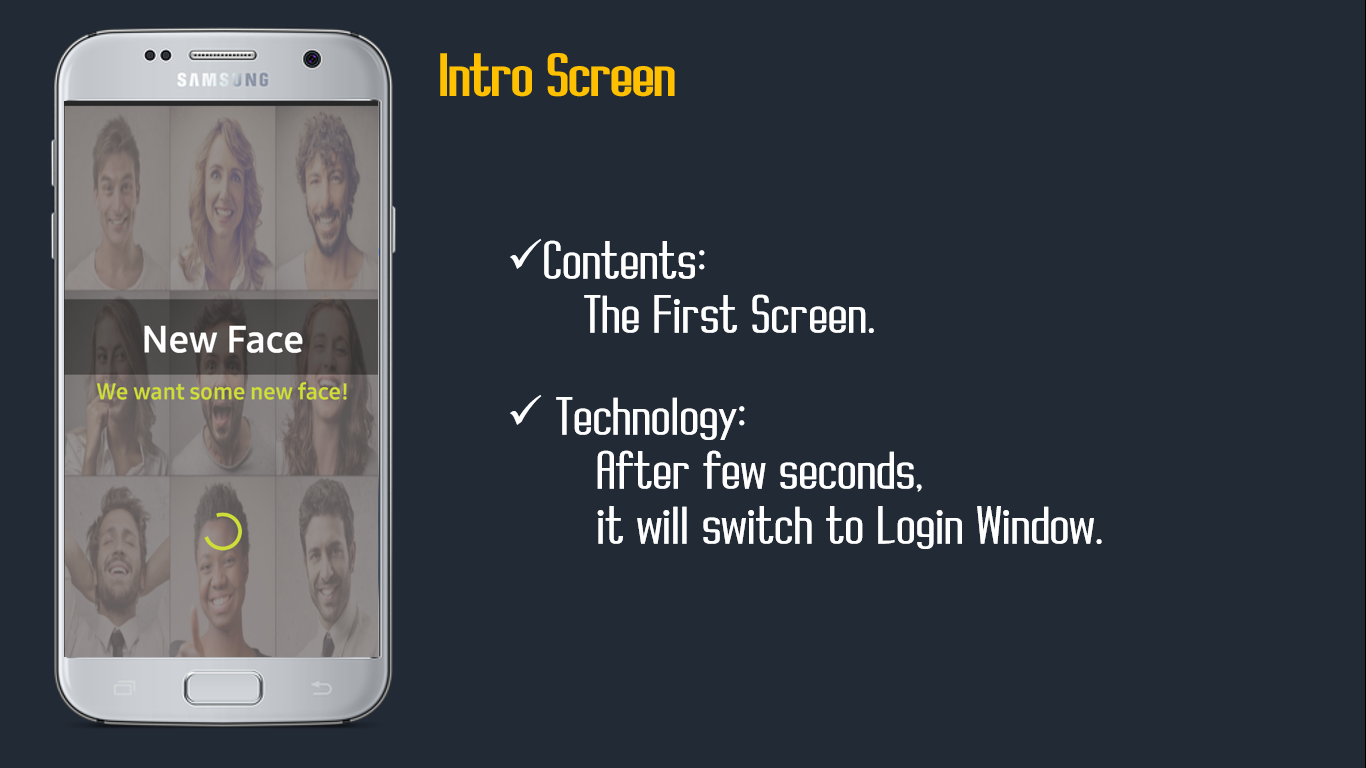 SAMSUNG
New Face
We want some new face!
Intro Screen
✓Contents:
The First Screen.
✓ Technology:
After few seconds,
it will switch to Login Window.